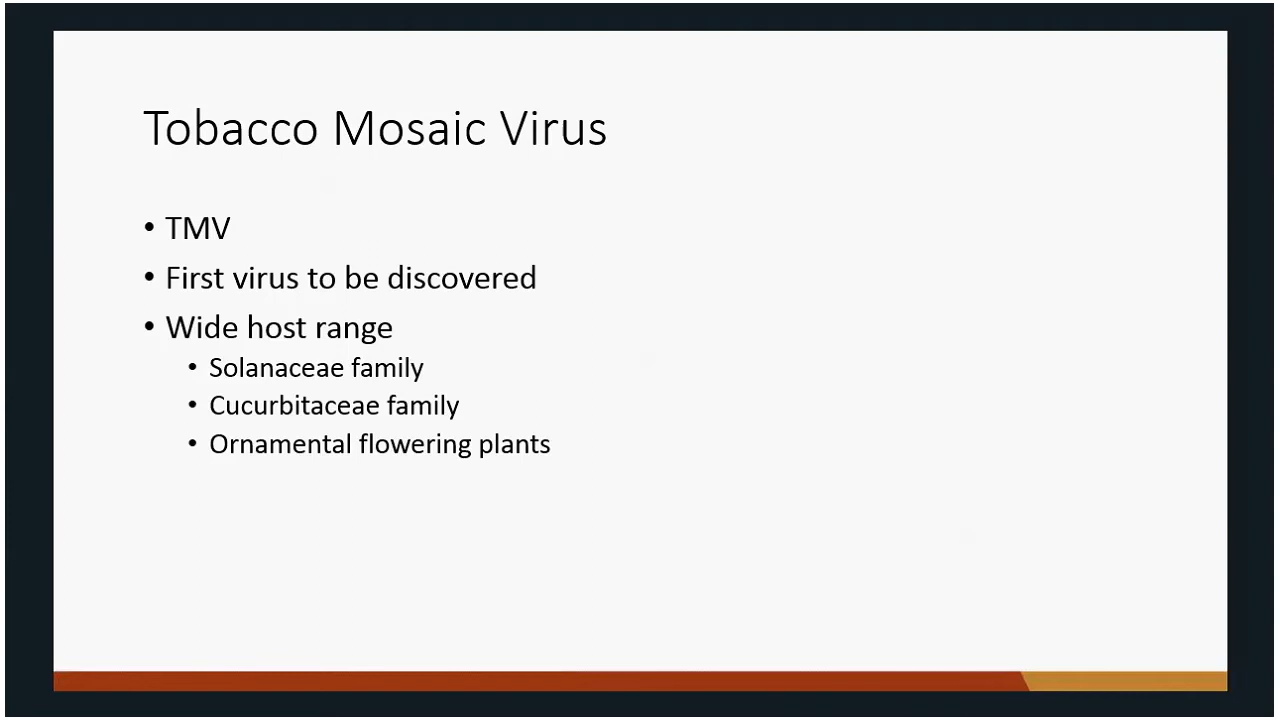 Tobacco Mosaic Virus
• TMV
• First virus to be discovered
• Wide host range
• Solanaceae family
• Cucurbitaceae family
• Ornamental flowering plants